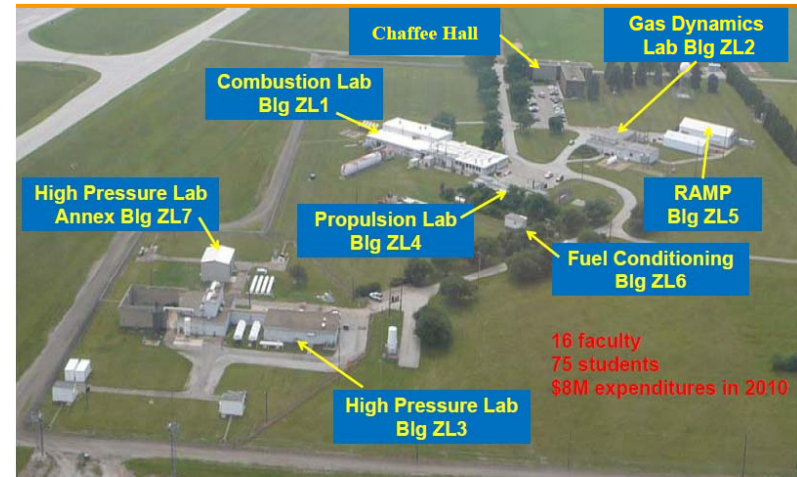 Chaffee Hall
Gas Dynamics
Lab Blg ZL2
Combustion Lab
Blg ZL1
High Pressure Lab
Annex Blg ZL7
Propulsion Lab
Blg ZL4
RAMP
Blg ZL5
Fuel Conditioning
Blg ZL6
16 faculty
75 students
$8M expenditures in 2010
High Pressure Lab
Blg ZL3